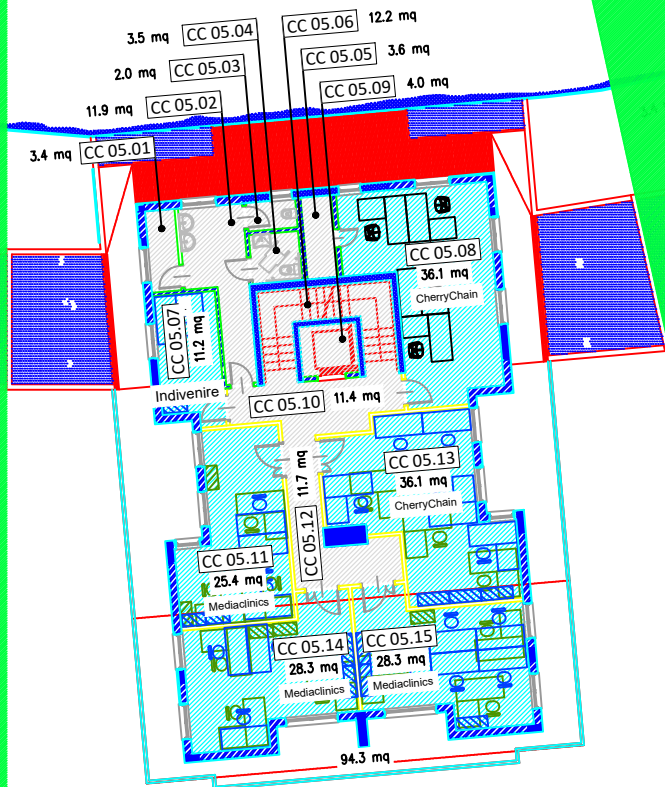 CC 05.06 12.2 mq
3.5 mq CC 05.04
CC 05.05 3.6 mq
2.0 mq CC 05.03
CC 05.09 4.0 mq
11.9 mq CC 05.02
3.4 mq CC 05.01
CC 05.08
36.1 mq
CherryChain
CC 05.07
11.2 mq
Indivenire
CC 05.10 11.4 mq
CC 05.13
36.1 mq
CherryChain
11.7 mq
CC 05.12
CC 05.11
25.4 mq
Mediaclinics
CC 05.14
28.3 mq
Mediaclinics
CC 05.15
28.3 mq
Mediaclinics
94.3 mq